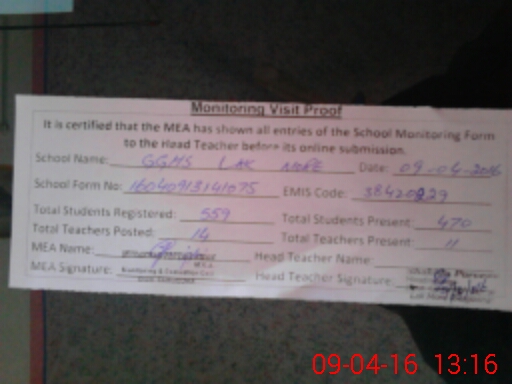 Monitoring Visit Proof
It is certified that the MEA has shown all entries of the School Monitoring Form
to the Head Teacher before its online submission.
School Name: GGHS LAK MORE Date: 09-04-2016
School Form No: 16040913141075 EMIS Code: 38420229
Total Students Registered: 559 Total Students Present: 470
Total Teachers Posted: 14 Total Teachers Present: 11
MEA Name: Head Teacher Name:
MEA Signature: Head Teacher Signature:
09-04-16 13:16